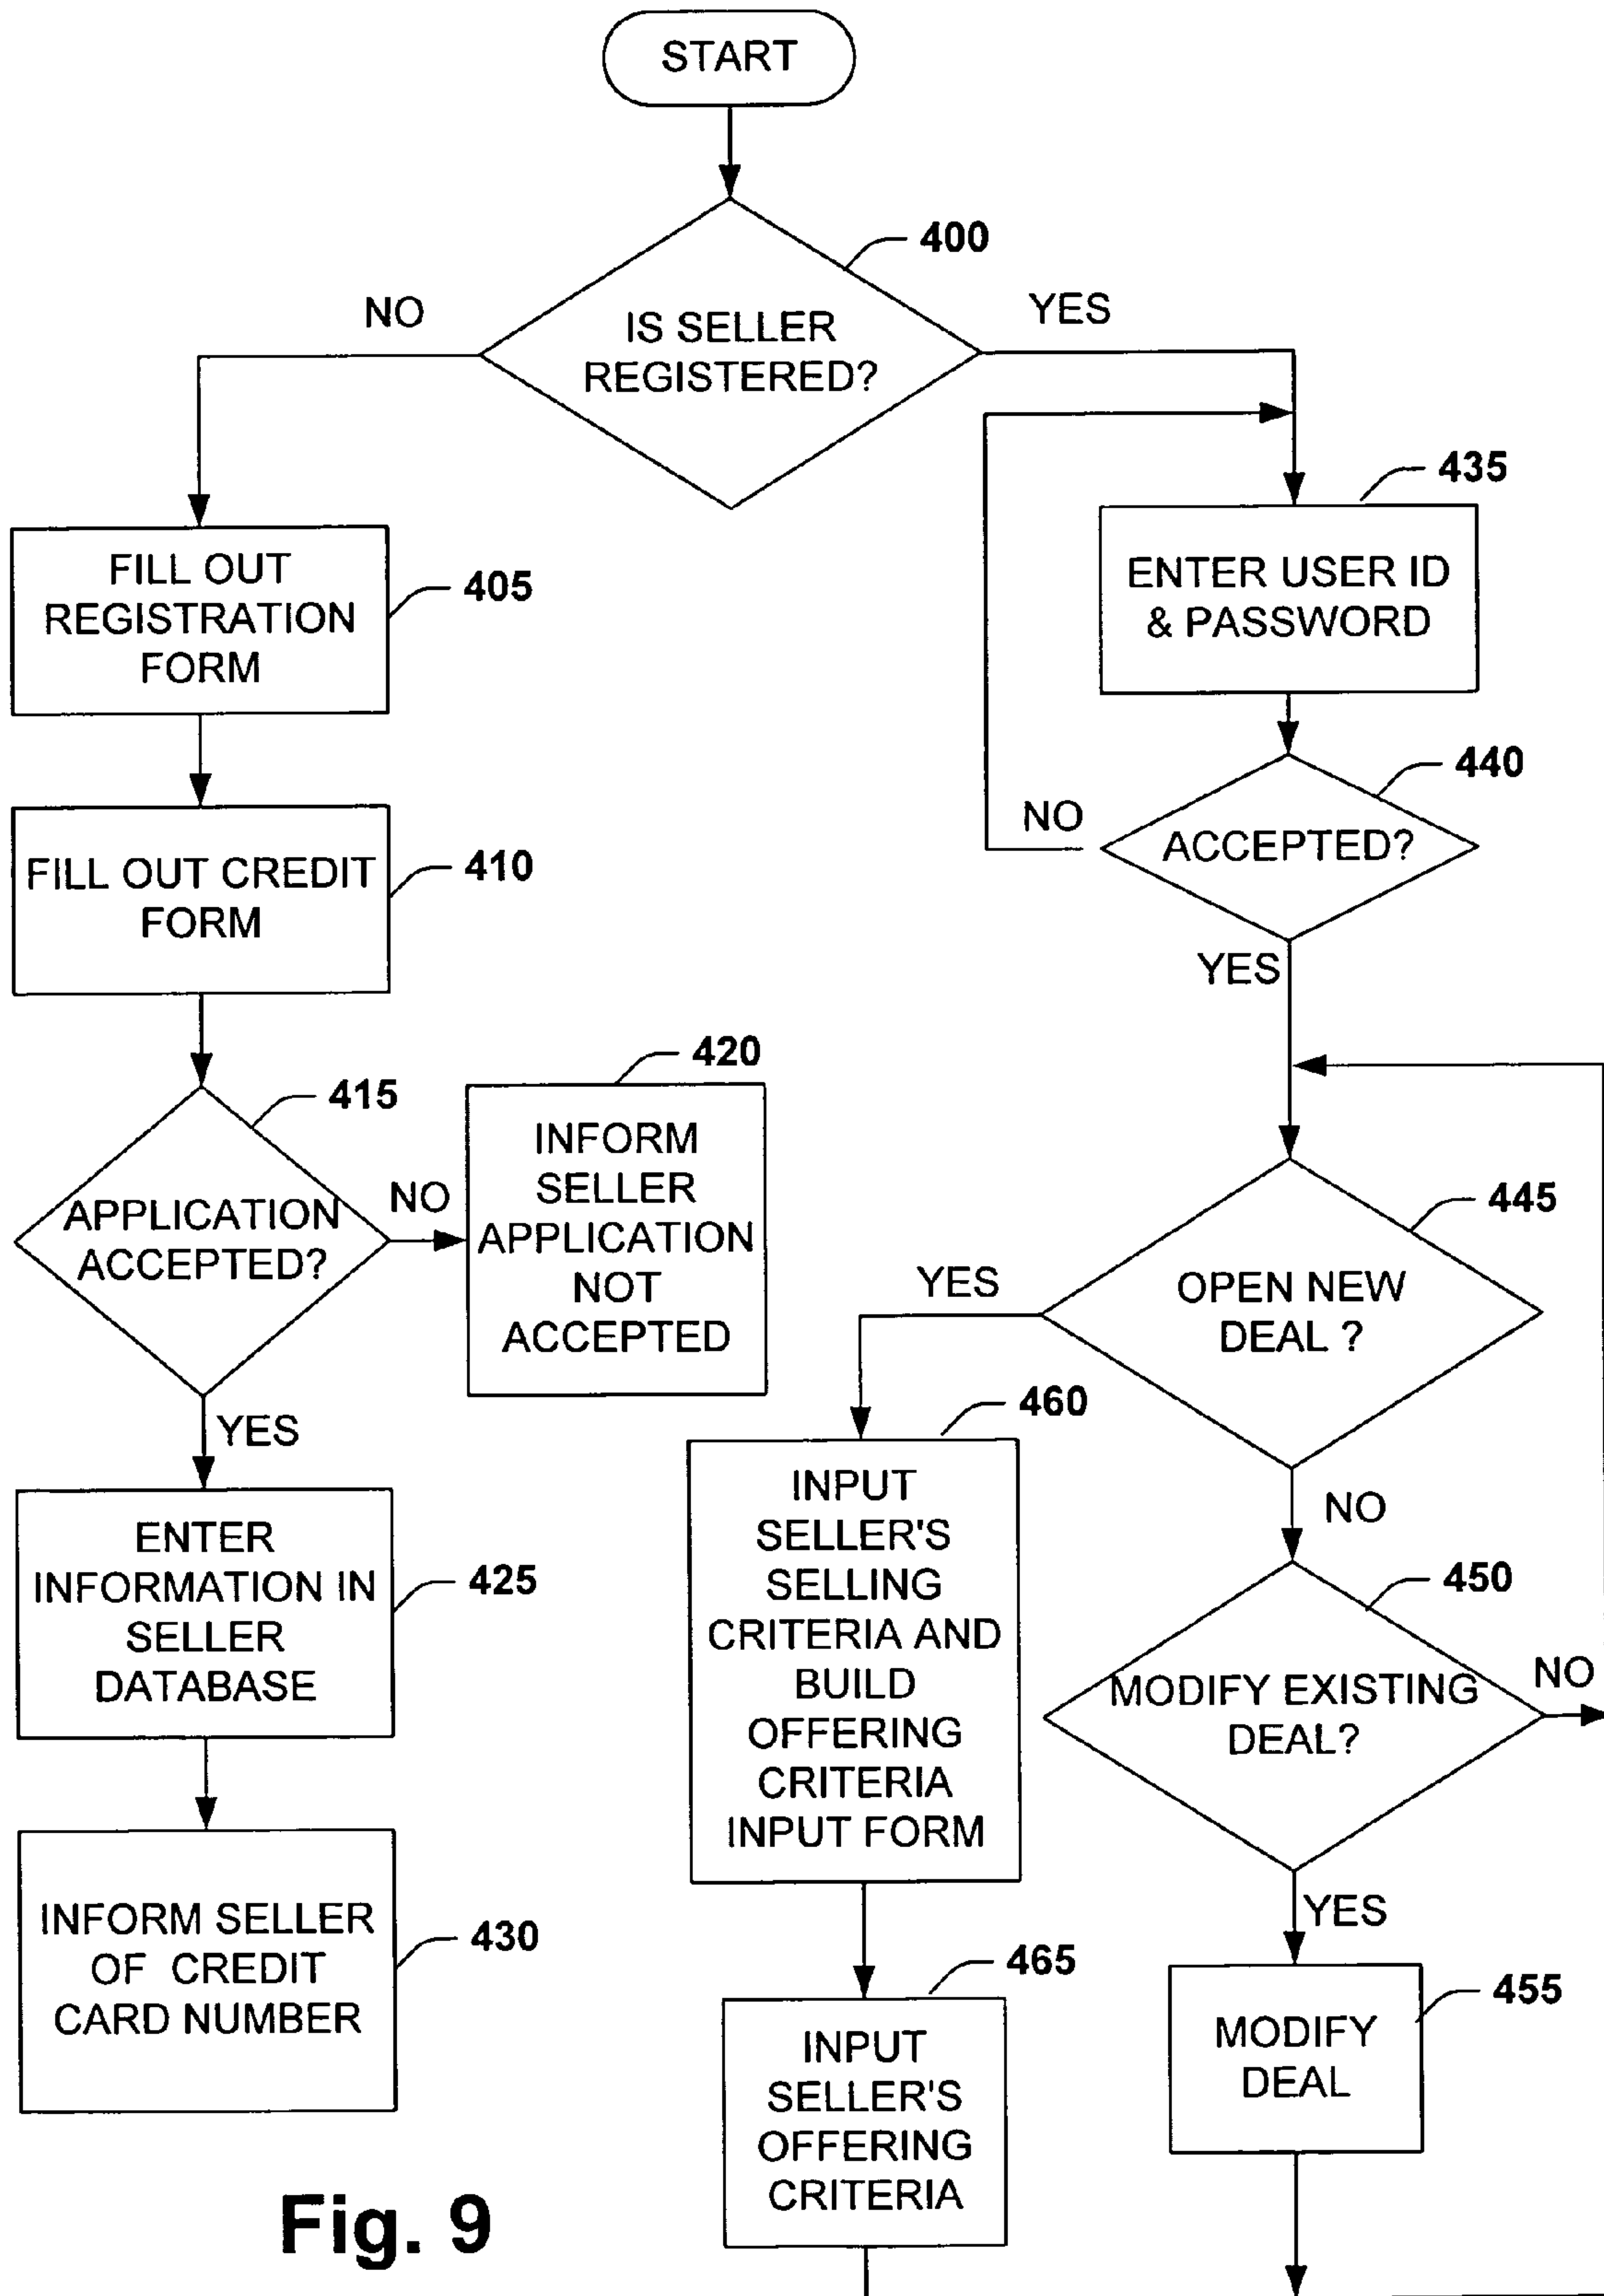 START
400
NO
YES
IS SELLER
REGISTERED?
435
FILL OUT
REGISTRATION
FORM
405
ENTER USER ID
& PASSWORD
440
NO
ACCEPTED?
FILL OUT CREDIT
FORM
410
YES
420
415
INFORM
SELLER
APPLICATION
NOT
ACCEPTED
NO
APPLICATION
ACCEPTED?
445
YES
OPEN NEW
DEAL ?
460
YES
NO
INPUT
SELLER'S
SELLING
CRITERIA AND
BUILD
OFFERING
CRITERIA
INPUT FORM
ENTER
INFORMATION IN
SELLER
DATABASE
425
450
NO
MODIFY EXISTING
DEAL?
YES
INFORM SELLER
OF CREDIT
CARD NUMBER
430
465
455
MODIFY
DEAL
INPUT
SELLER'S
OFFERING
CRITERIA
Fig. 9